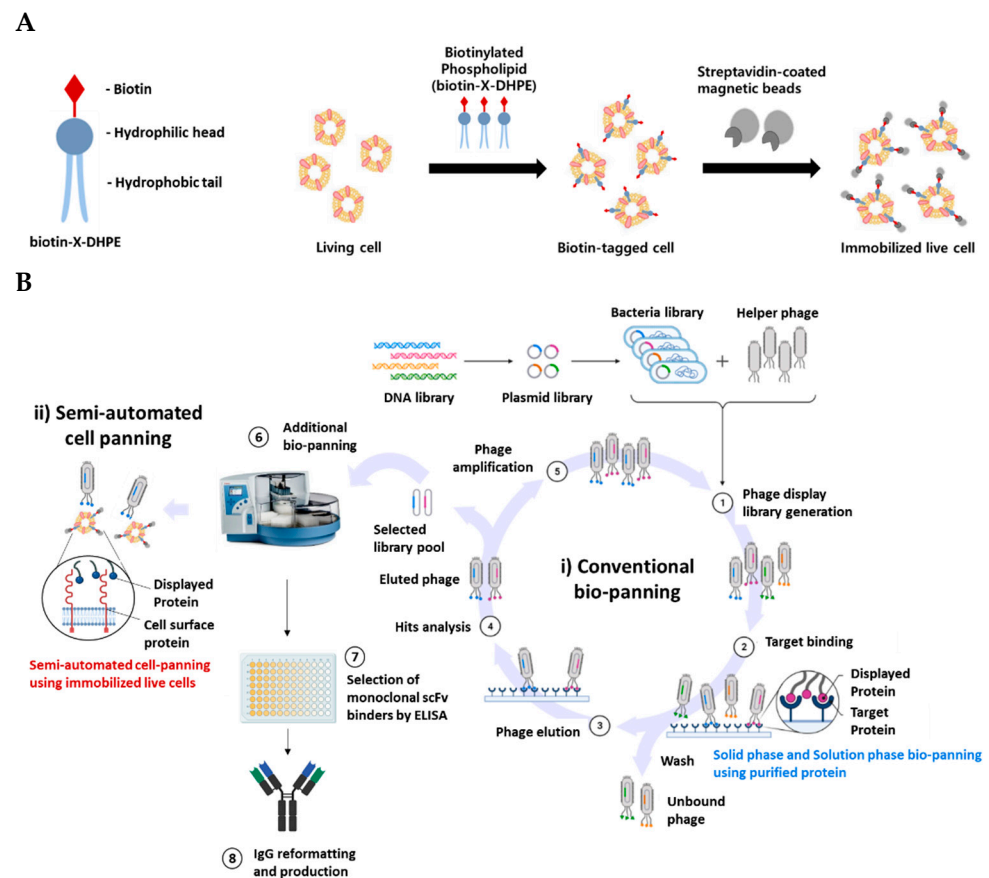 A
- Biotin
- Hydrophilic head
- Hydrophobic tail
biotin-X-DHPE
Living cell
Biotinylated
Phospholipid
(biotin-X-DHPE)
Biotin-tagged cell
Streptavidin-coated
magnetic beads
Immobilized live cell
B
DNA library
Plasmid library
Bacteria library
+
Helper phage
ii) Semi-automated
cell panning
6
Additional
bio-panning
Phage
amplification
5
1
Phage display
library generation
Selected
library pool
i) Conventional
bio-panning
Eluted phage
Displayed
Protein
Cell surface
protein
Semi-automated cell-panning
using immobilized live cells
Hits analysis
4
2
Target binding
7
Selection of
monoclonal scFv
binders by ELISA
Phage elution
3
Displayed
Protein
Target
Protein
Wash
Solid phase and Solution phase bio-panning
using purified protein
Unbound
phage
8
IgG reformatting
and production